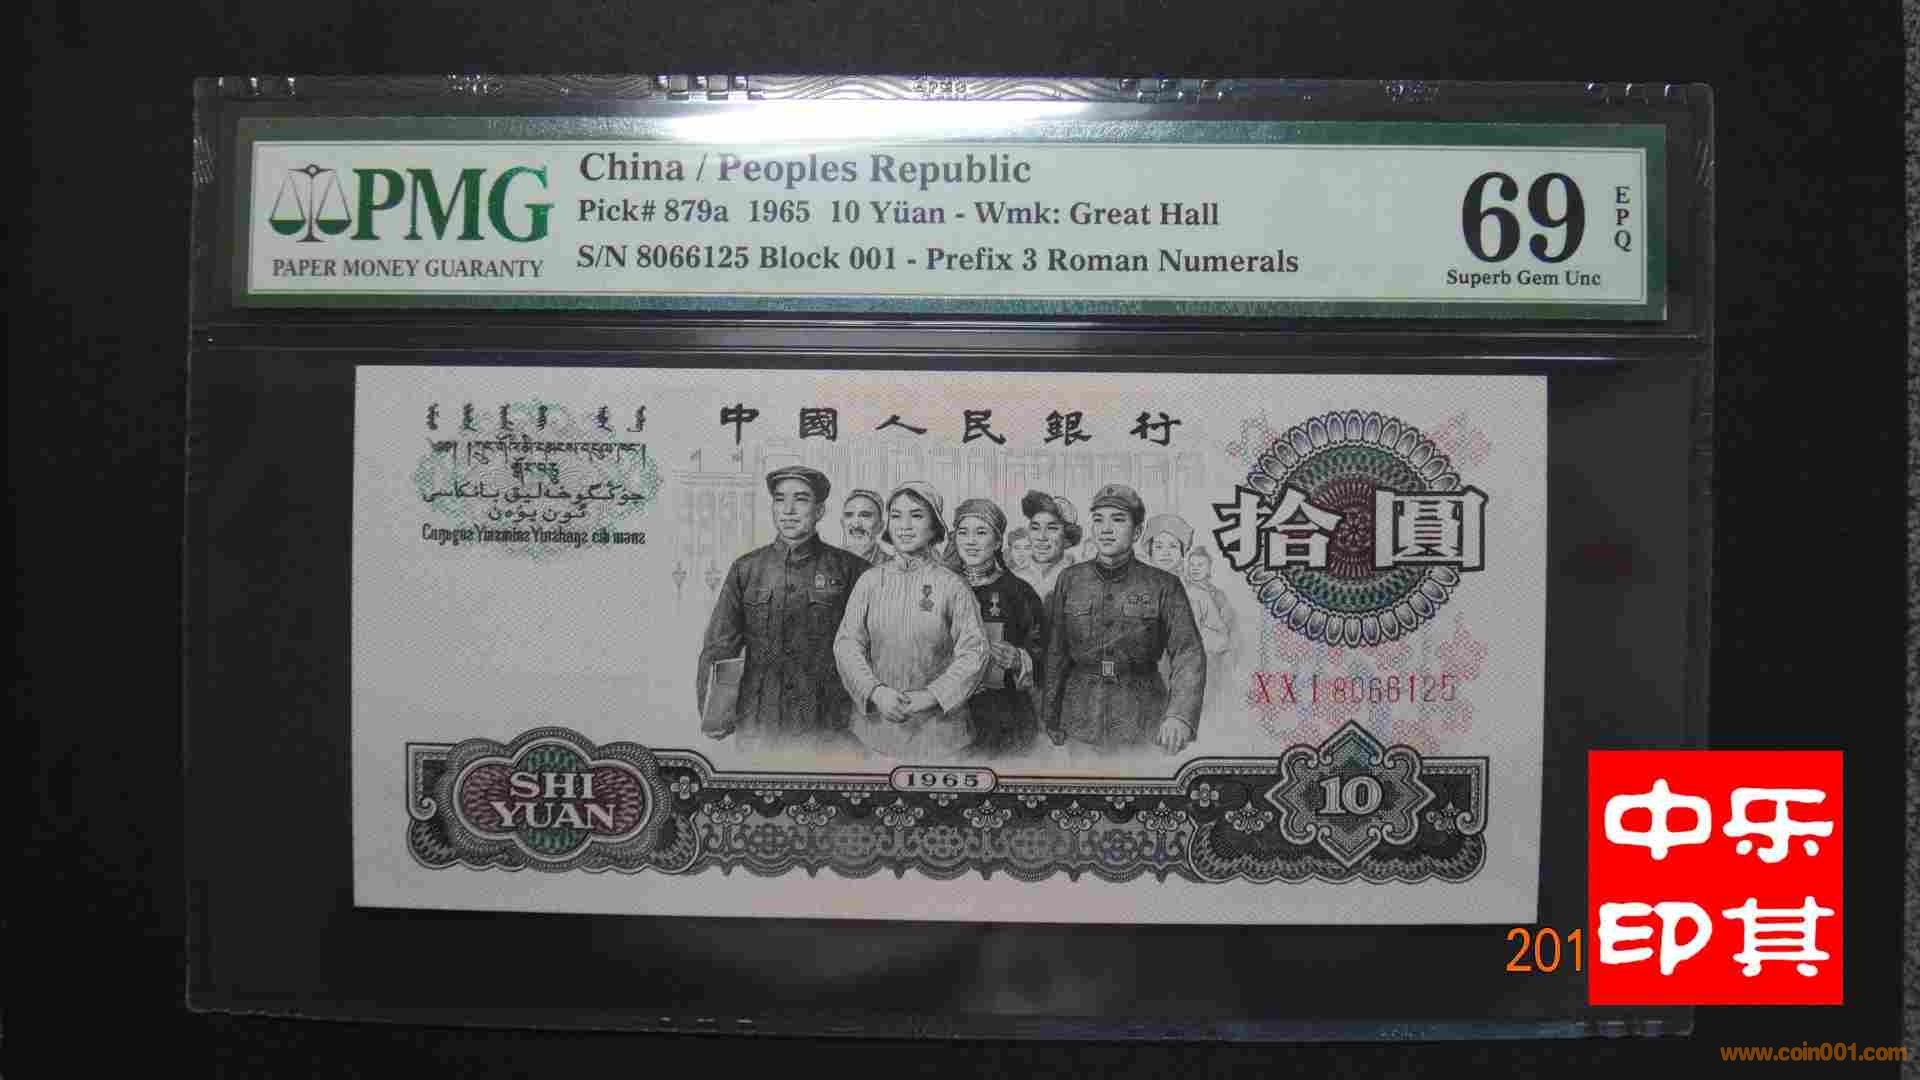 PMG
PAPER MONEY GUARANTY
China / Peoples Republic
Pick# 879a 1965 10 Yüan - Wmk: Great Hall
S/N 8066125 Block 001 - Prefix 3 Roman Numerals
69
EPQ
Superb Gem Unc
中國人民銀行
拾圓
XXI 8066125
1965
SHI
YUAN
10
201
中乐
印其
www.coin001.com